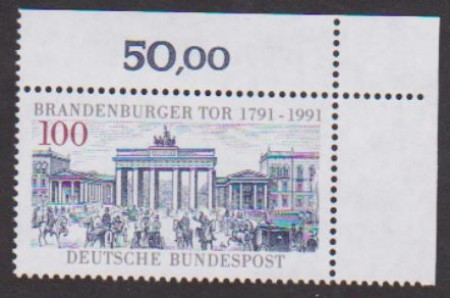 50,00
BRANDENBURGER TOR 1791-1991
100
DEUTSCHE BUNDESPOST